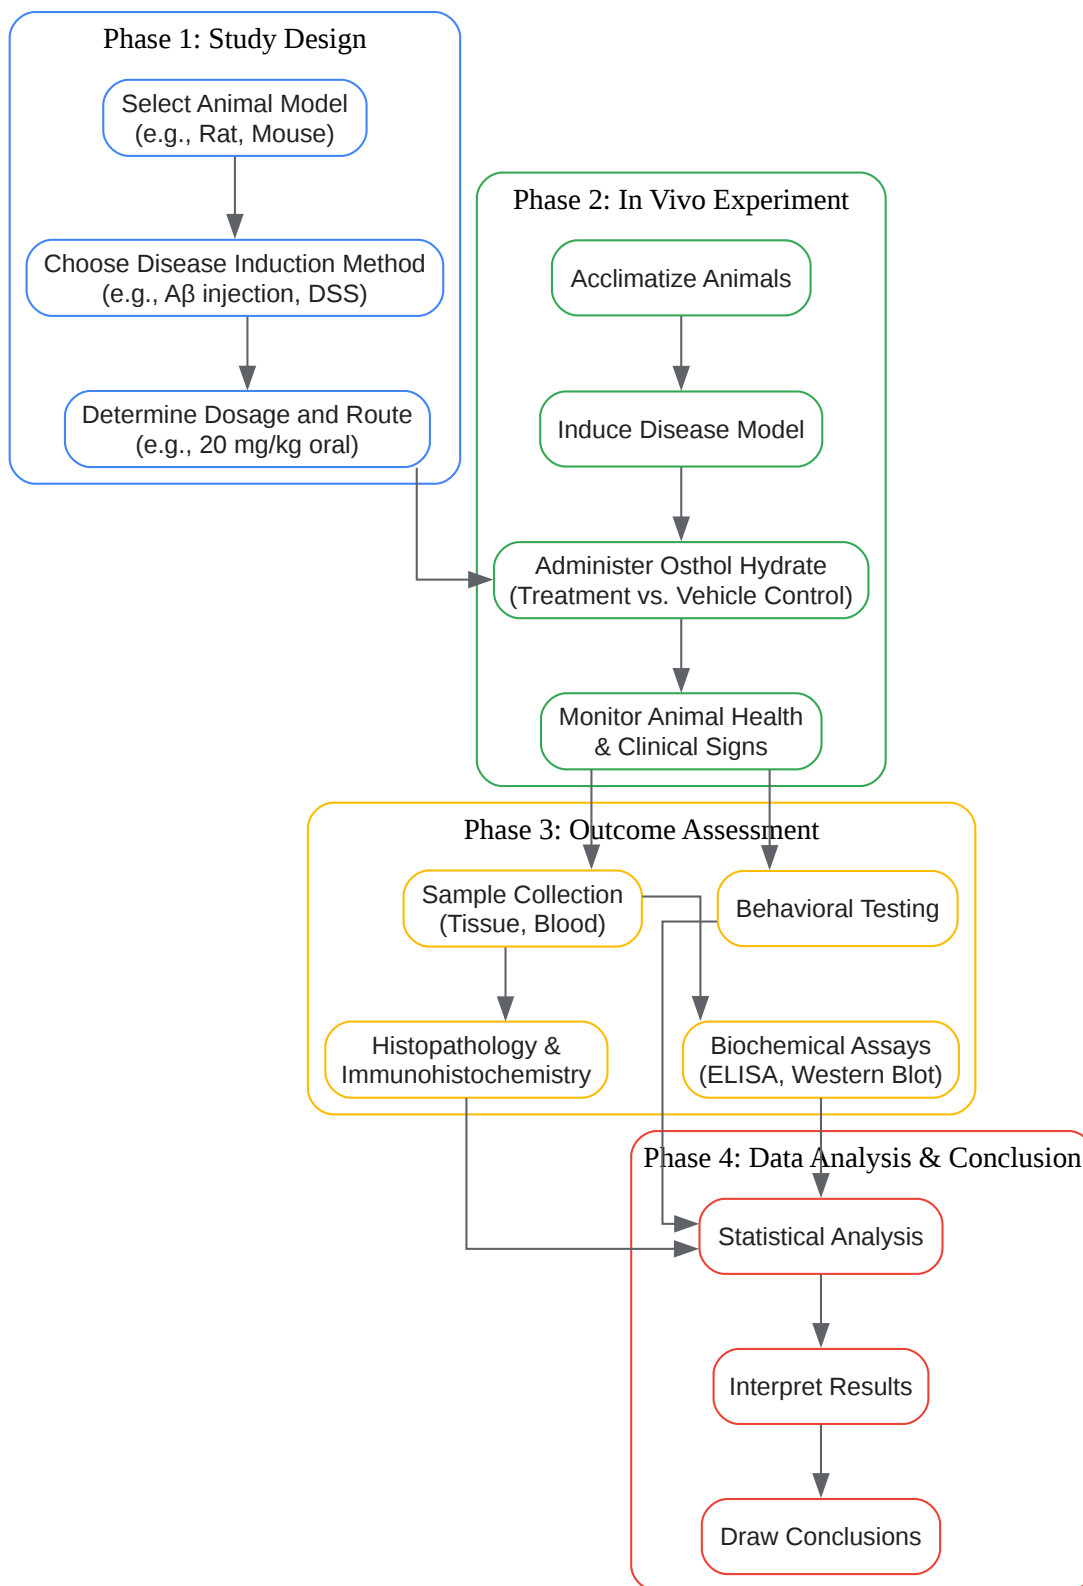 Phase 1: Study Design
Select Animal Model
(e.g., Rat, Mouse)
Choose Disease Induction Method
(e.g., Aβ injection, DSS)
Determine Dosage and Route
(e.g., 20 mg/kg oral)
Phase 2: In Vivo Experiment
Acclimatize Animals
Induce Disease Model
Administer Osthol Hydrate
(Treatment vs. Vehicle Control)
Monitor Animal Health
& Clinical Signs
Phase 3: Outcome Assessment
Sample Collection
(Tissue, Blood)
Behavioral Testing
Histopathology &
Immunohistochemistry
Biochemical Assays
(ELISA, Western Blot)
Phase 4: Data Analysis & Conclusion
Statistical Analysis
Interpret Results
Draw Conclusions